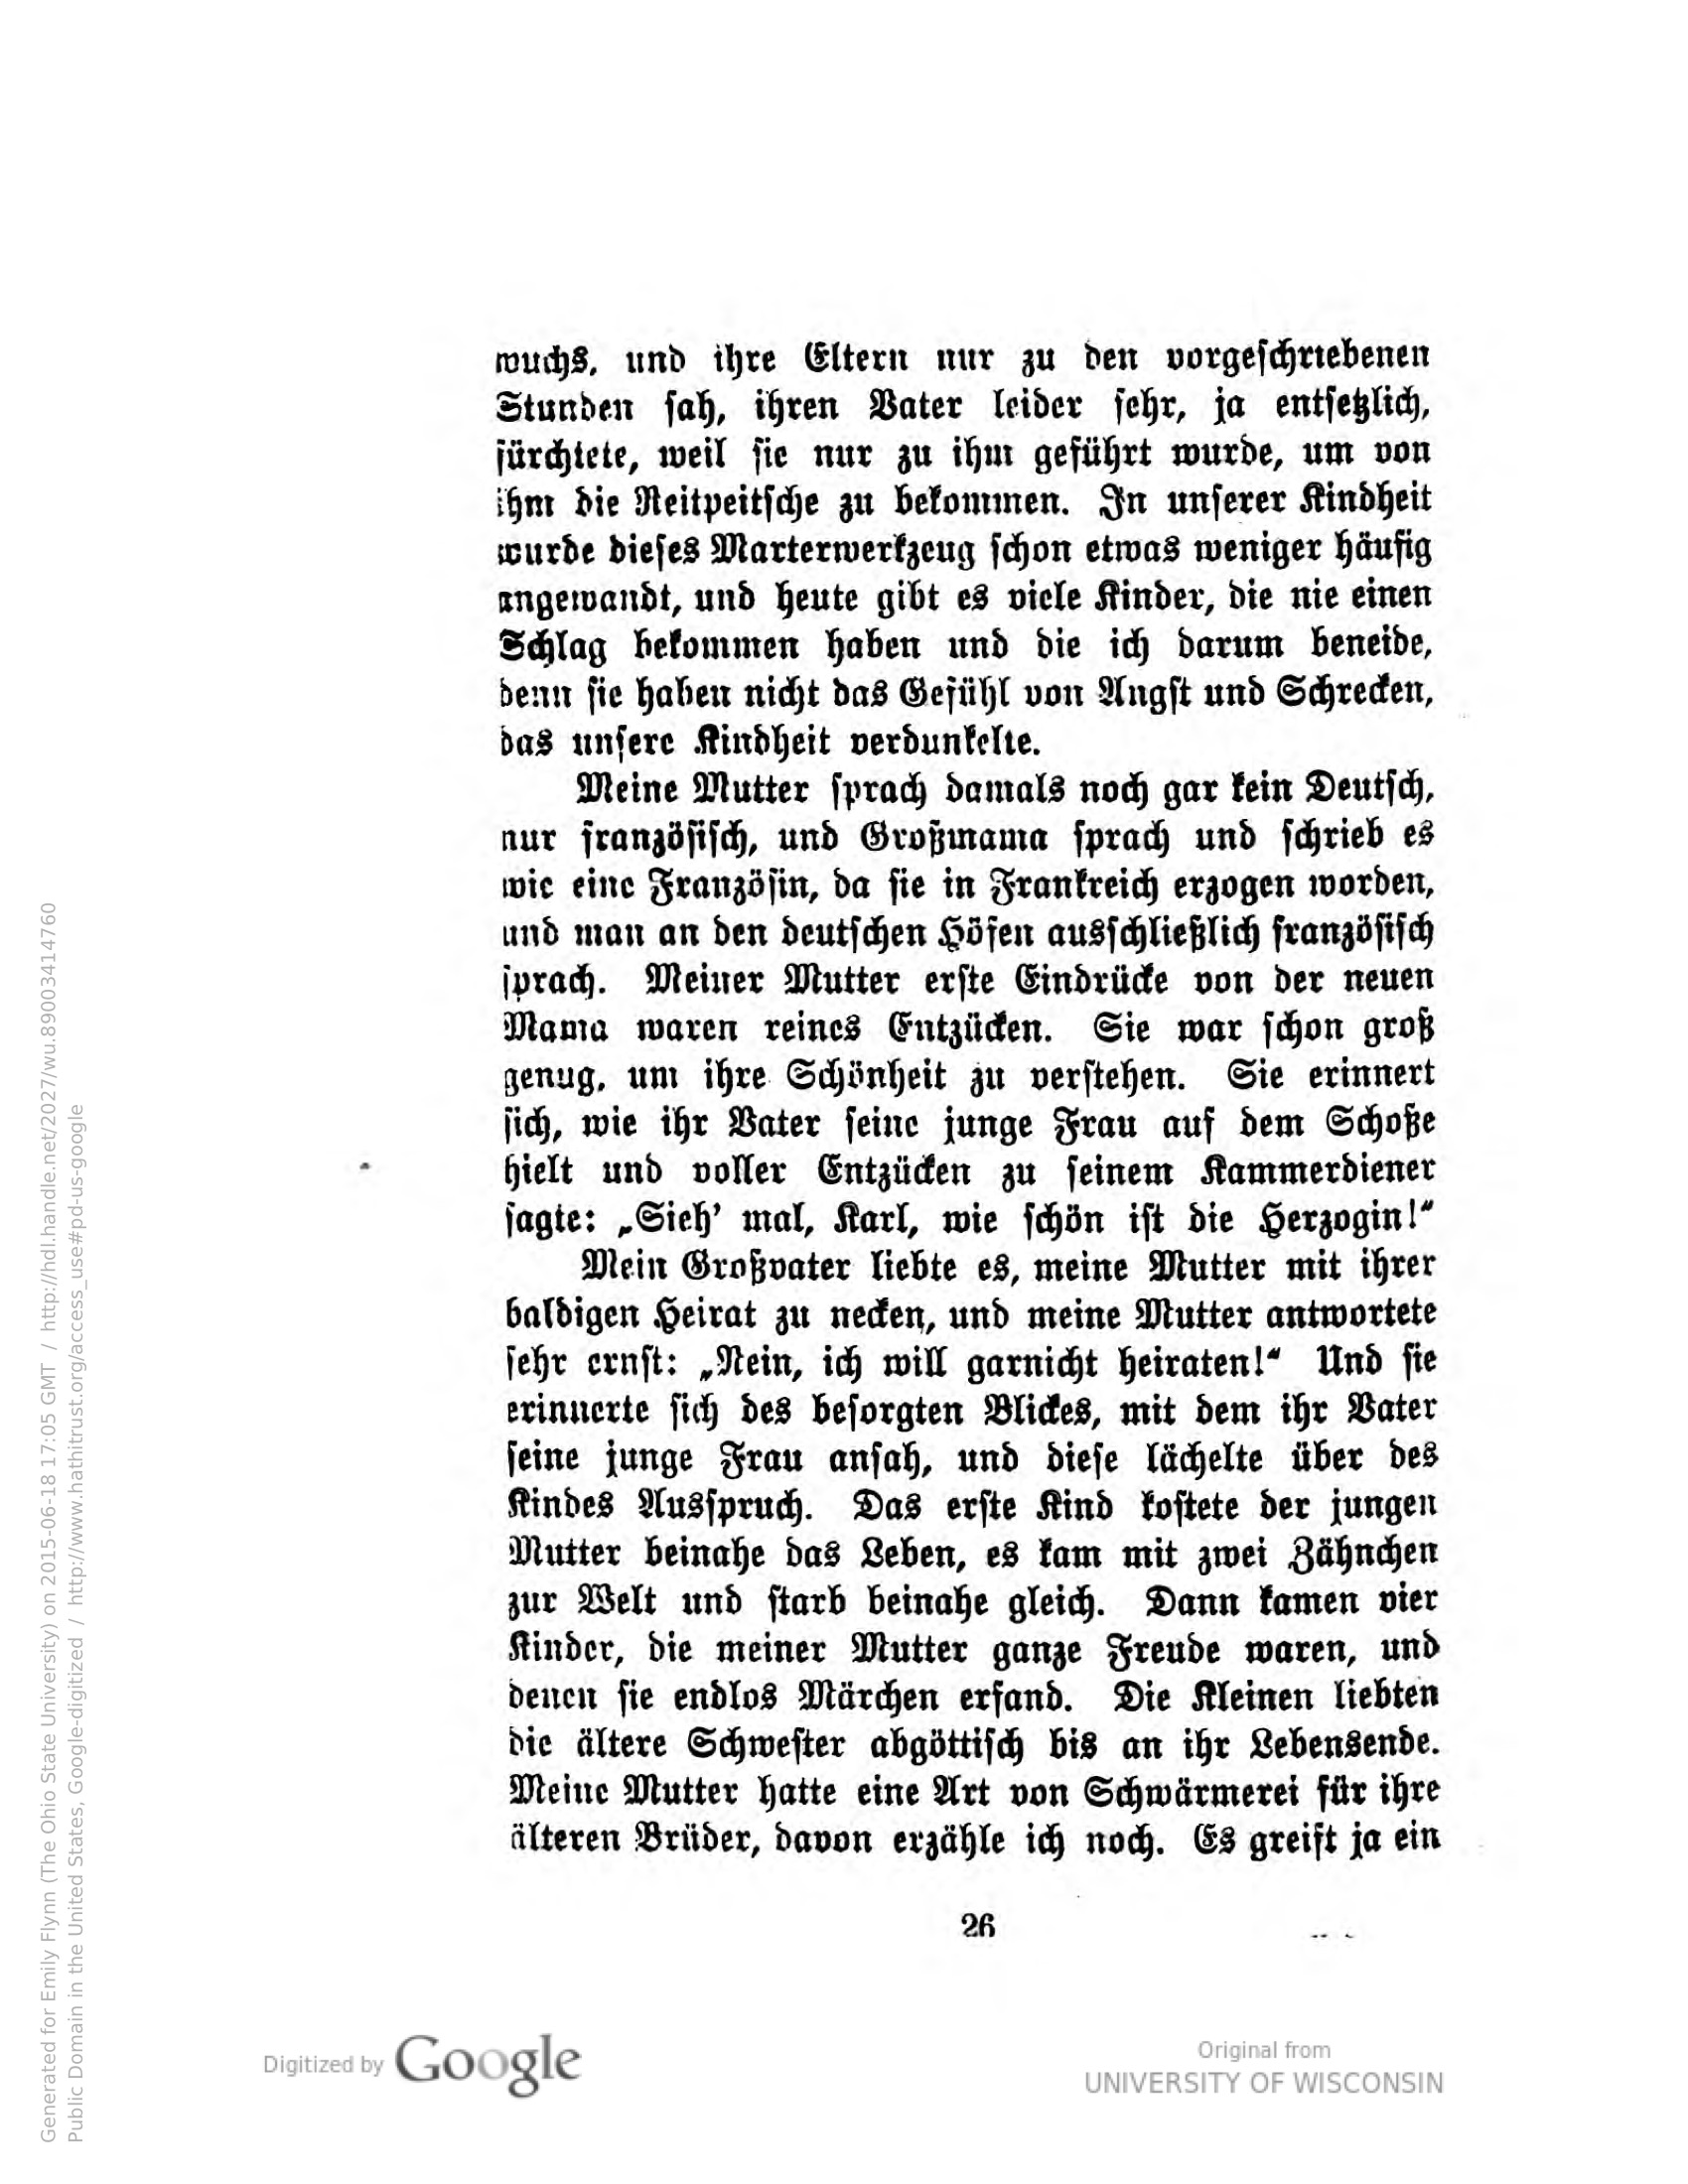 wuchs, und ihre Eltern nur zu den vorgeschriebenen
Stunden sah, ihren Vater leider sehr, ja entsetzlich,
fürchtete, weil sie nur zu ihm geführt wurde, um von
ihm die Reitpeitsche zu bekommen. In unserer Kindheit
wurde dieses Marterwerkzeug schon etwas weniger häufig
angewandt, und heute gibt es viele Kinder, die nie einen
Schlag bekommen haben und die ich darum beneide,
denn sie haben nicht das Gefühl von Angst und Schrecken,
das unsere Kindheit verdunkelte.
Meine Mutter sprach damals noch gar kein Deutsch,
nur französisch, und Großmama sprach und schrieb es
wie eine Französin, da sie in Frankreich erzogen worden,
und man an den deutschen Höfen ausschließlich französisch
sprach. Meiner Mutter erste Eindrücke von der neuen
Mama waren reines Entzücken. Sie war schon groß
genug, um ihre Schönheit zu verstehen. Sie erinnert
sich, wie ihr Vater seine junge Frau auf dem Schoße
hielt und voller Entzücken zu seinem Kammerdiener
sagte: „Sieh’ mal, Karl, wie schön ist die Herzogin!“
Mein Großvater liebte es, meine Mutter mit ihrer
baldigen Heirat zu necken, und meine Mutter antwortete
sehr ernst: „Nein, ich will garnicht heiraten!“ Und sie
erinnerte sich des besorgten Blickes, mit dem ihr Vater
seine junge Frau ansah, und diese lächelte über des
Kindes Ausspruch. Das erste Kind kostete der jungen
Mutter beinahe das Leben, es kam mit zwei Zähnchen
zur Welt und starb beinahe gleich. Dann kamen vier
Kinder, die meiner Mutter ganze Freude waren, und
denen sie endlos Märchen erfand. Die Kleinen liebten
die ältere Schwester abgöttisch bis an ihr Lebensende.
Meine Mutter hatte eine Art von Schwärmerei für ihre
älteren Brüder, davon erzähle ich noch. Es greift ja ein
26
Digitized by Google
Original from
UNIVERSITY OF WISCONSIN
Generated for Emily Flynn (The Ohio State University) on 2015-06-18 17:05 GMT / http://hdl.handle.net/2027/wu.89003414760
Public Domain in the United States, Google-digitized / http://www.hathitrust.org/access_use#pd-us-google